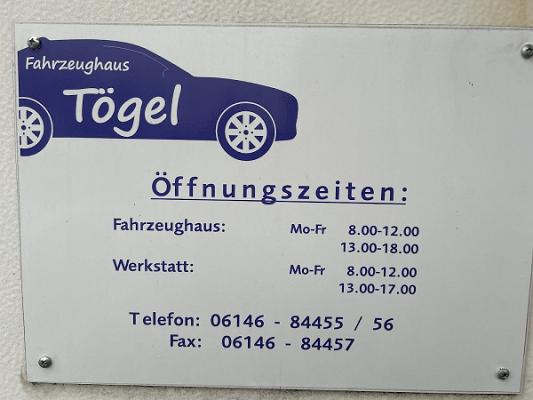 Fahrzeughaus
Tögel
Öffnungszeiten:
Fahrzeughaus: Mo-Fr 8.00-12.00
13.00-18.00
Werkstatt: Mo-Fr 8.00-12.00
13.00-17.00
Telefon: 06146 - 84455 / 56
Fax: 06146 - 84457